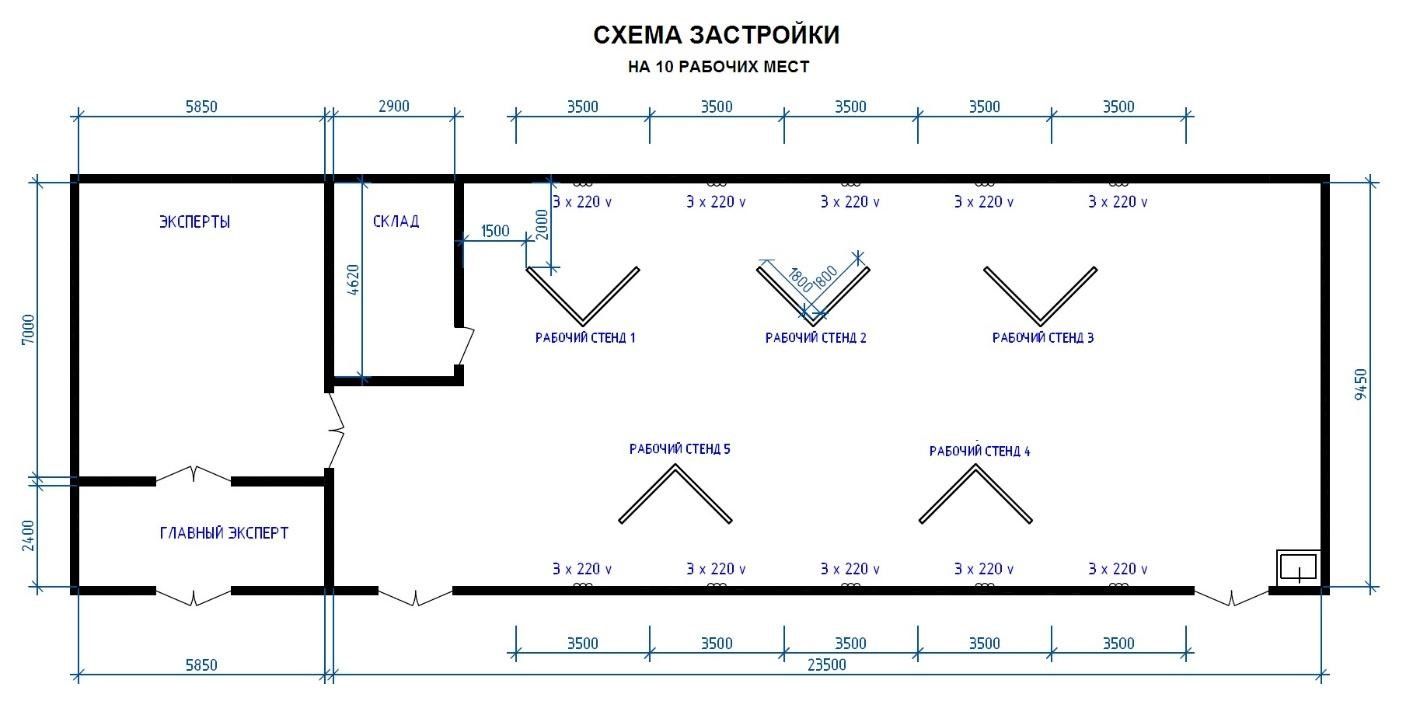 СХЕМА ЗАСТРОЙКИ
НА 10 РАБОЧИХ МЕСТ
5850 2900 3500 3500 3500 3500 3500
3 x 220 v 3 x 220 v 3 x 220 v 3 x 220 v 3 x 220 v
ЭКСПЕРТЫ СКЛАД
1500 2000
4620 1800 1800
7000
РАБОЧИЙ СТЕНД 1 РАБОЧИЙ СТЕНД 2 РАБОЧИЙ СТЕНД 3
9450
РАБОЧИЙ СТЕНД 5 РАБОЧИЙ СТЕНД 4
2400
ГЛАВНЫЙ ЭКСПЕРТ
3 x 220 v 3 x 220 v 3 x 220 v 3 x 220 v 3 x 220 v
3500 3500 3500 3500 3500
5850 23500